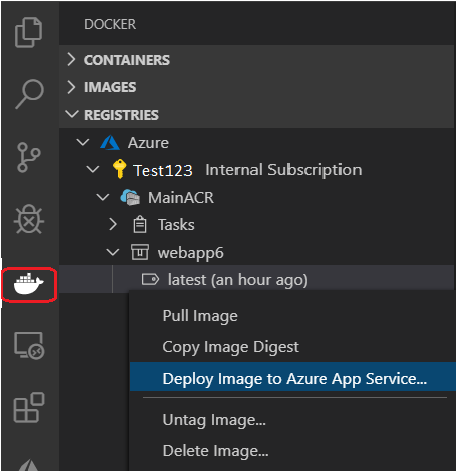 DOCKER
CONTAINERS
IMAGES
REGISTRIES
Azure
Test123 Internal Subscription
MainACR
Tasks
webapp6
latest (an hour ago)
Pull Image
Copy Image Digest
Deploy Image to Azure App Service...
Untag Image...
Delete Image...